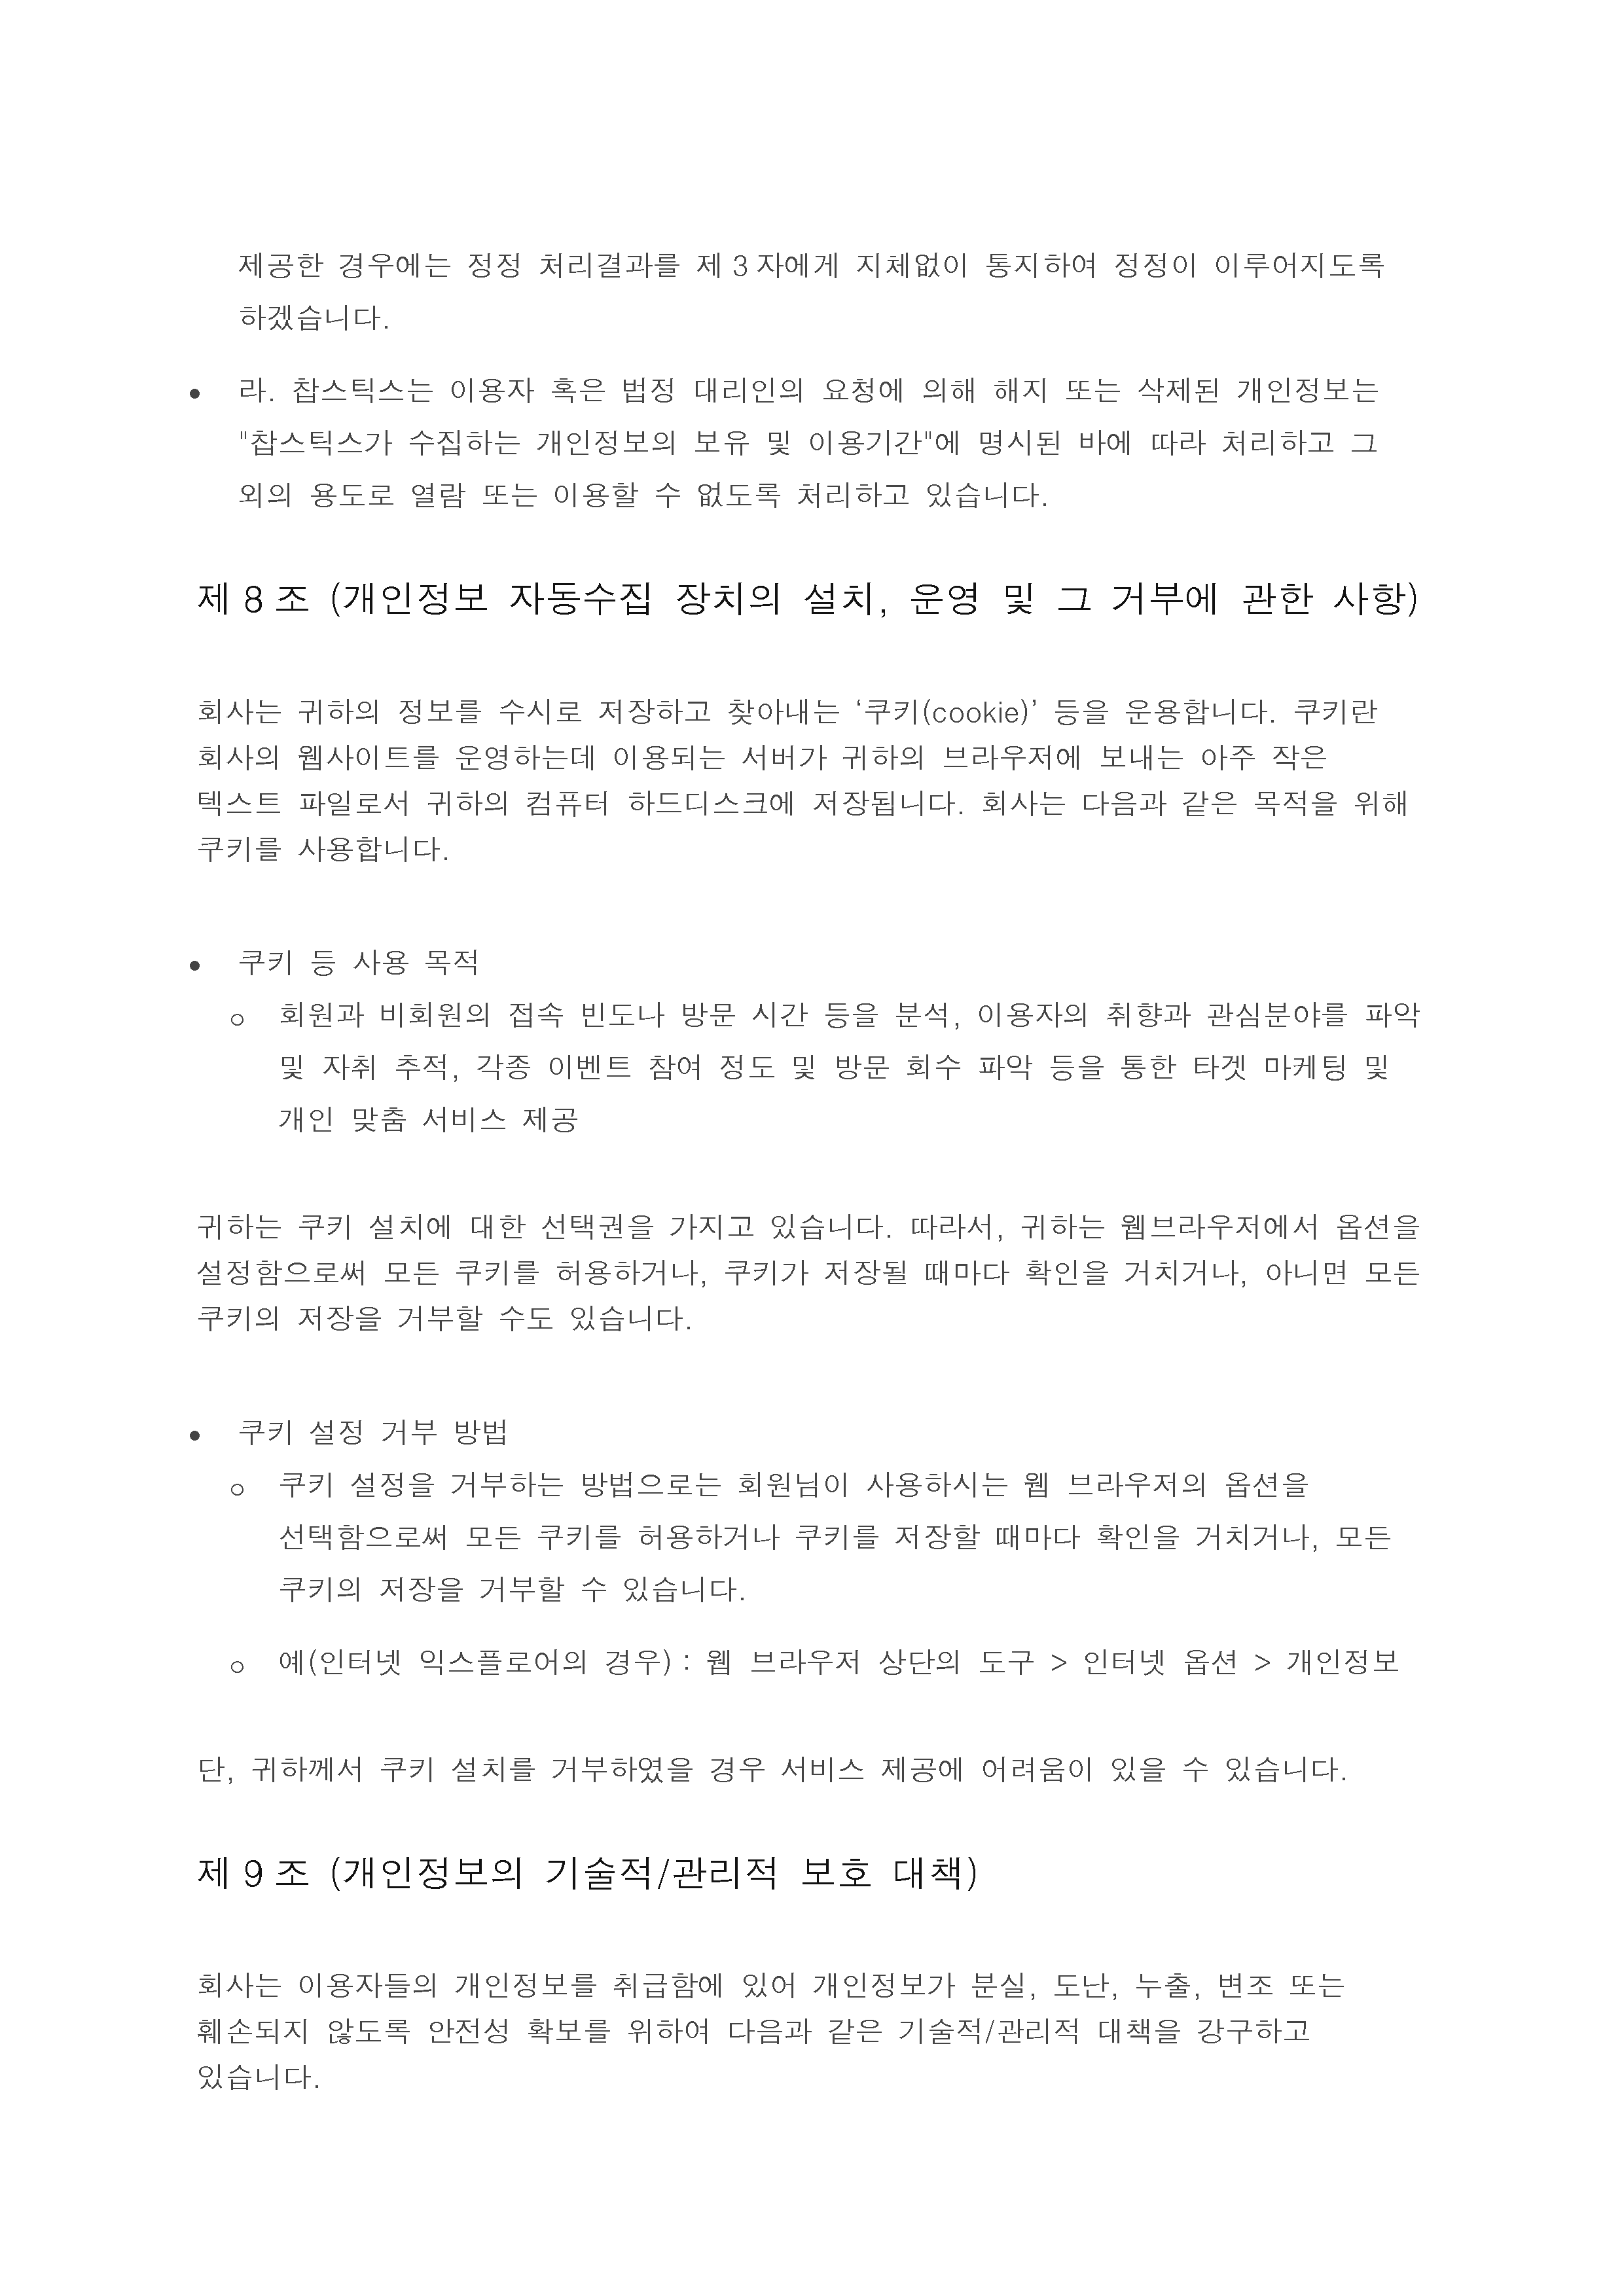 제공한 경우에는 정정 처리결과를 제 3 자에게 지체없이 통지하여 정정이 이루어지도록
하겠습니다.
● 라. 찹스틱스는 이용자 혹은 법정 대리인의 요청에 의해 해지 또는 삭제된 개인정보는
"찹스틱스가 수집하는 개인정보의 보유 및 이용기간"에 명시된 바에 따라 처리하고 그
외의 용도로 열람 또는 이용할 수 없도록 처리하고 있습니다.
제 8 조 (개인정보 자동수집 장치의 설치, 운영 및 그 거부에 관한 사항)
회사는 귀하의 정보를 수시로 저장하고 찾아내는 ‘쿠키(cookie)’ 등을 운용합니다. 쿠키란
회사의 웹사이트를 운영하는데 이용되는 서버가 귀하의 브라우저에 보내는 아주 작은
텍스트 파일로서 귀하의 컴퓨터 하드디스크에 저장됩니다. 회사는 다음과 같은 목적을 위해
쿠키를 사용합니다.
● 쿠키 등 사용 목적
○ 회원과 비회원의 접속 빈도나 방문 시간 등을 분석, 이용자의 취향과 관심분야를 파악
및 자취 추적, 각종 이벤트 참여 정도 및 방문 회수 파악 등을 통한 타겟 마케팅 및
개인 맞춤 서비스 제공
귀하는 쿠키 설치에 대한 선택권을 가지고 있습니다. 따라서, 귀하는 웹브라우저에서 옵션을
설정함으로써 모든 쿠키를 허용하거나, 쿠키가 저장될 때마다 확인을 거치거나, 아니면 모든
쿠키의 저장을 거부할 수도 있습니다.
● 쿠키 설정 거부 방법
○ 쿠키 설정을 거부하는 방법으로는 회원님이 사용하시는 웹 브라우저의 옵션을
선택함으로써 모든 쿠키를 허용하거나 쿠키를 저장할 때마다 확인을 거치거나, 모든
쿠키의 저장을 거부할 수 있습니다.
○ 예(인터넷 익스플로어의 경우) : 웹 브라우저 상단의 도구 > 인터넷 옵션 > 개인정보
단, 귀하께서 쿠키 설치를 거부하였을 경우 서비스 제공에 어려움이 있을 수 있습니다.
제 9 조 (개인정보의 기술적/관리적 보호 대책)
회사는 이용자들의 개인정보를 취급함에 있어 개인정보가 분실, 도난, 누출, 변조 또는
훼손되지 않도록 안전성 확보를 위하여 다음과 같은 기술적/관리적 대책을 강구하고
있습니다.